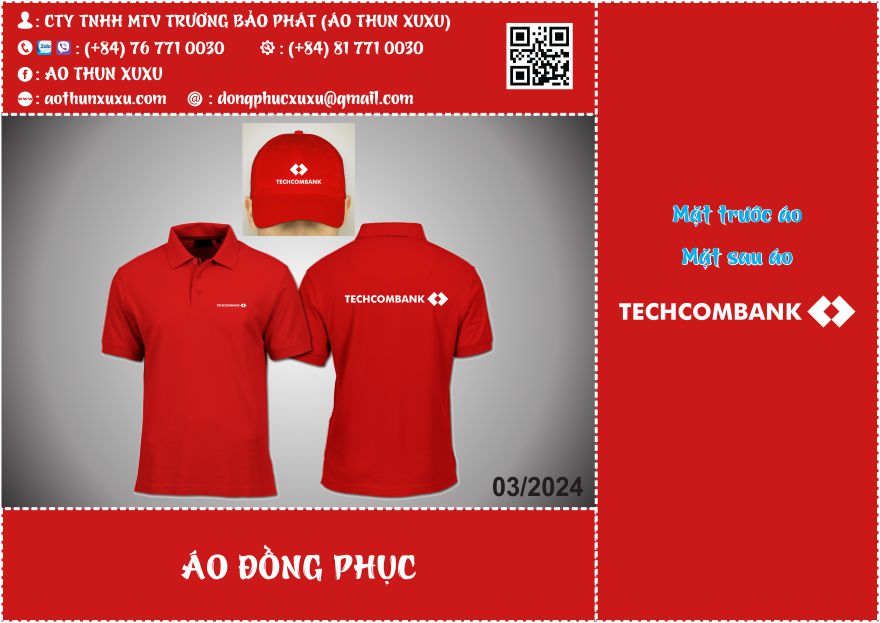 : CTY TNHH MTV TRƯƠNG BẢO PHÁT (ÁO THUN XUXU)
Zalo : (+84) 76 771 0030 : (+84) 81 771 0030
: AO THUN XUXU
www : aothunxuxu.com @ : dongphucxuxu@gmail.com
TECHCOMBANK
TECHCOMBANK
TECHCOMBANK
03/2024
ÁO ĐỒNG PHỤC
Mặt trước áo
Mặt sau áo
TECHCOMBANK